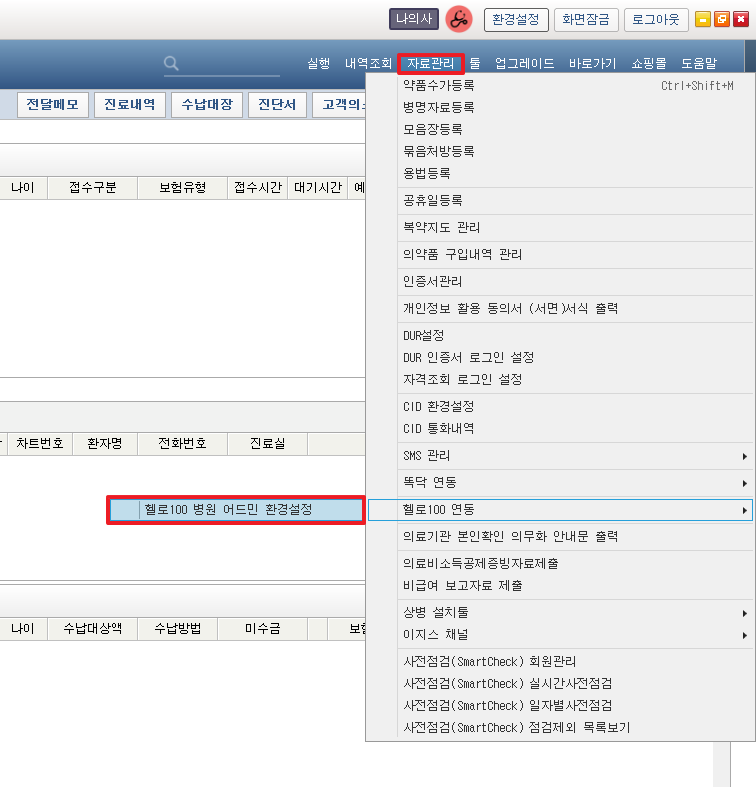 나의사 환경설정 화면잠금 로그아웃
실행 내역조회 자료관리 툴 업그레이드 바로가기 쇼핑몰 도움말
전달메모 진료내역 수납대장 진단서 고객의
나이 접수구분 보험유형 접수시간 대기시간 예
차트번호 환자명 전화번호 진료실
나이 수납대상액 수납방법 미수금 보험
약품수가등록 Ctrl+Shift+M
병명자료등록
모음장등록
묶음처방등록
용법등록
공휴일등록
복약지도 관리
의약품 구입내역 관리
인증서관리
개인정보 활용 동의서 (서면)서식 출력
DUR설정
DUR 인증서 로그인 설정
자격조회 로그인 설정
CID 환경설정
CID 통화내역
SMS 관리
똑닥 연동
헬로100 연동
헬로100 병원 어드민 환경설정
의료기관 본인확인 의무화 안내문 출력
의료비소득공제증빙자료제출
비급여 보고자료 제출
상병 설치툴
이지스 채널
사전점검(SmartCheck) 회원관리
사전점검(SmartCheck) 실시간사전점검
사전점검(SmartCheck) 일자별사전점검
사전점검(SmartCheck) 점검제외 목록보기